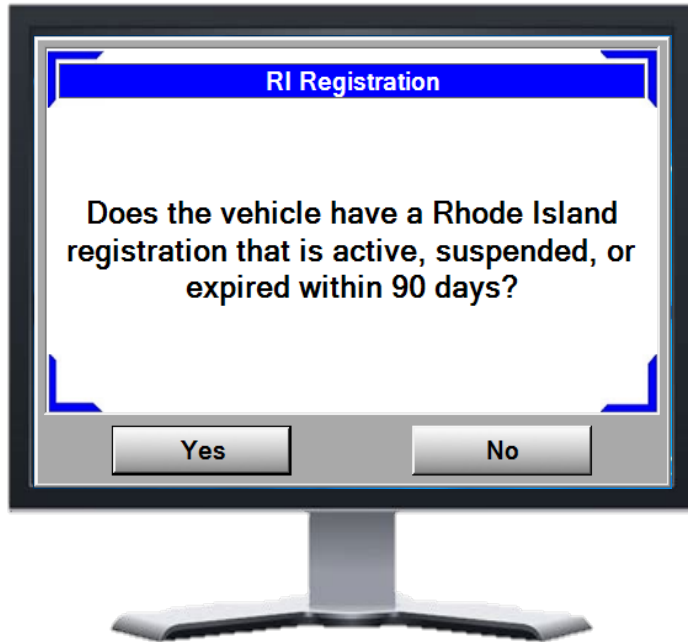 RI Registration
Does the vehicle have a Rhode Island
registration that is active, suspended, or
expired within 90 days?
Yes
No